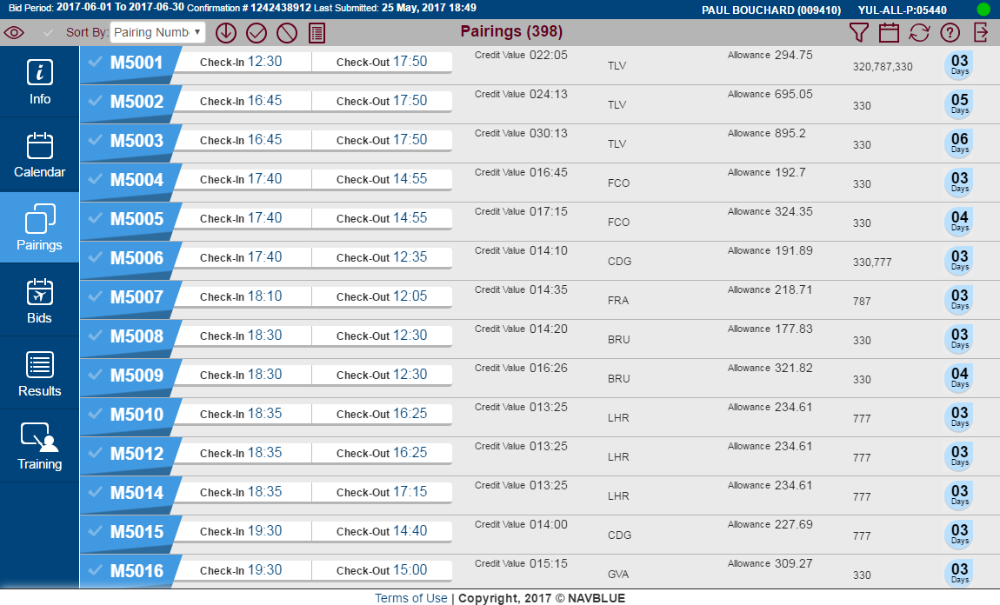 Bid Period: 2017-06-01 To 2017-06-30 Confirmation # 1242438912 Last Submitted: 25 May, 2017 18:49 PAUL BOUCHARD (009410) YUL-ALL-P:05440
Sort By: Pairing Numb Pairings (398)
Info
Calendar
Pairings
Bids
Results
Training
M5001 Check-In 12:30 Check-Out 17:50 Credit Value 022:05 TLV Allowance 294.75 320,787,330 03 Days
M5002 Check-In 16:45 Check-Out 17:50 Credit Value 024:13 TLV Allowance 695.05 330 05 Days
M5003 Check-In 16:45 Check-Out 17:50 Credit Value 030:13 TLV Allowance 895.2 330 06 Days
M5004 Check-In 17:40 Check-Out 14:55 Credit Value 016:45 FCO Allowance 192.7 330 03 Days
M5005 Check-In 17:40 Check-Out 14:55 Credit Value 017:15 FCO Allowance 324.35 330 04 Days
M5006 Check-In 17:40 Check-Out 12:35 Credit Value 014:10 CDG Allowance 191.89 330,777 03 Days
M5007 Check-In 18:10 Check-Out 12:05 Credit Value 014:35 FRA Allowance 218.71 787 03 Days
M5008 Check-In 18:30 Check-Out 12:30 Credit Value 014:20 BRU Allowance 177.83 330 03 Days
M5009 Check-In 18:30 Check-Out 12:30 Credit Value 016:26 BRU Allowance 321.82 330 04 Days
M5010 Check-In 18:35 Check-Out 16:25 Credit Value 013:25 LHR Allowance 234.61 777 03 Days
M5012 Check-In 18:35 Check-Out 16:25 Credit Value 013:25 LHR Allowance 234.61 777 03 Days
M5014 Check-In 18:35 Check-Out 17:15 Credit Value 013:25 LHR Allowance 234.61 777 03 Days
M5015 Check-In 19:30 Check-Out 14:40 Credit Value 014:00 CDG Allowance 227.69 777 03 Days
M5016 Check-In 19:30 Check-Out 15:00 Credit Value 015:15 GVA Allowance 309.27 330 03 Days
Terms of Use | Copyright, 2017 © NAVBLUE